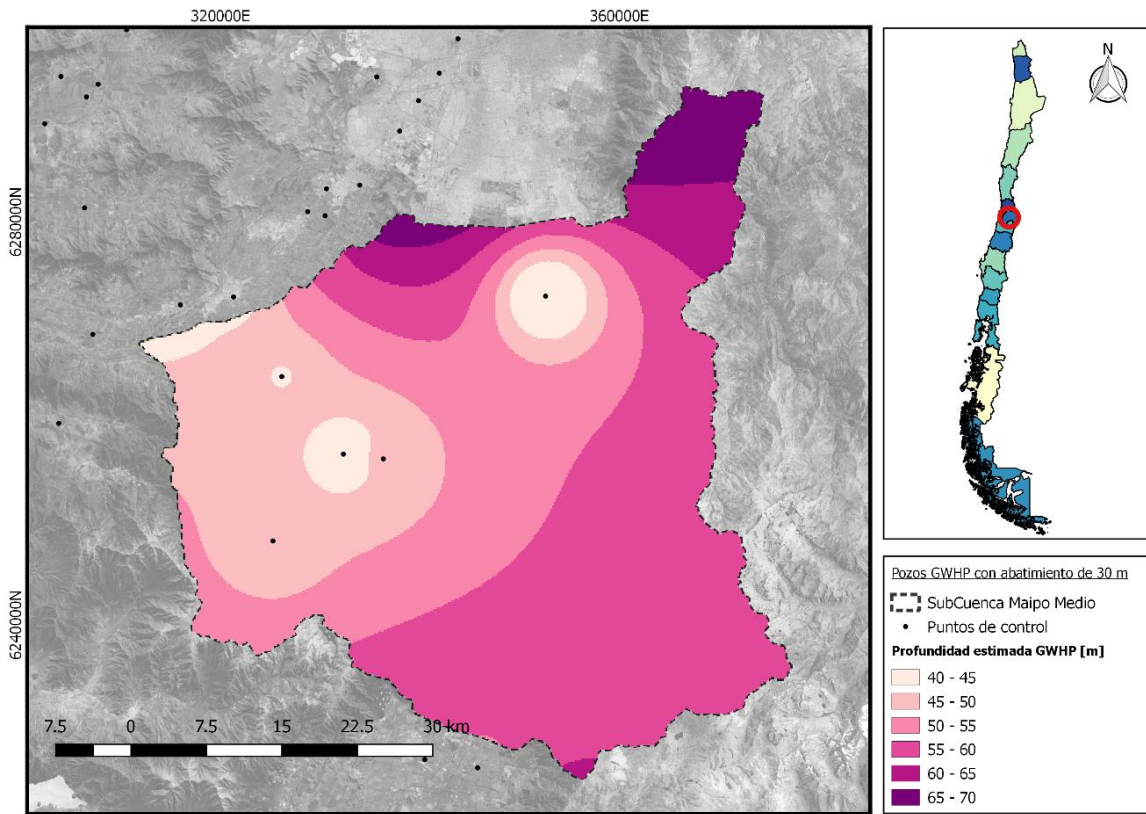 320000E
360000E
6280000N
6240000N
7.5
0
7.5
15
22.5
30 km
N
Pozos GWHP con abatimiento de 30 m
SubCuenca Maipo Medio
Puntos de control
Profundidad estimada GWHP [m]
40 - 45
45 - 50
50 - 55
55 - 60
60 - 65
65 - 70